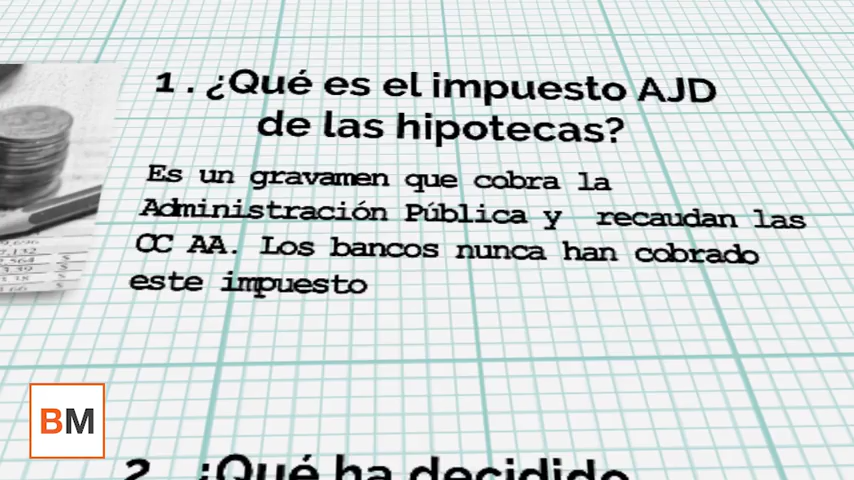 1. ¿Qué es el impuesto AJD
de las hipotecas?
Es un gravamen que cobra la
Administración Pública y recaudan las
CC AA. Los bancos nunca han cobrado
este impuesto
BM
2. ¿Qué ha decidido